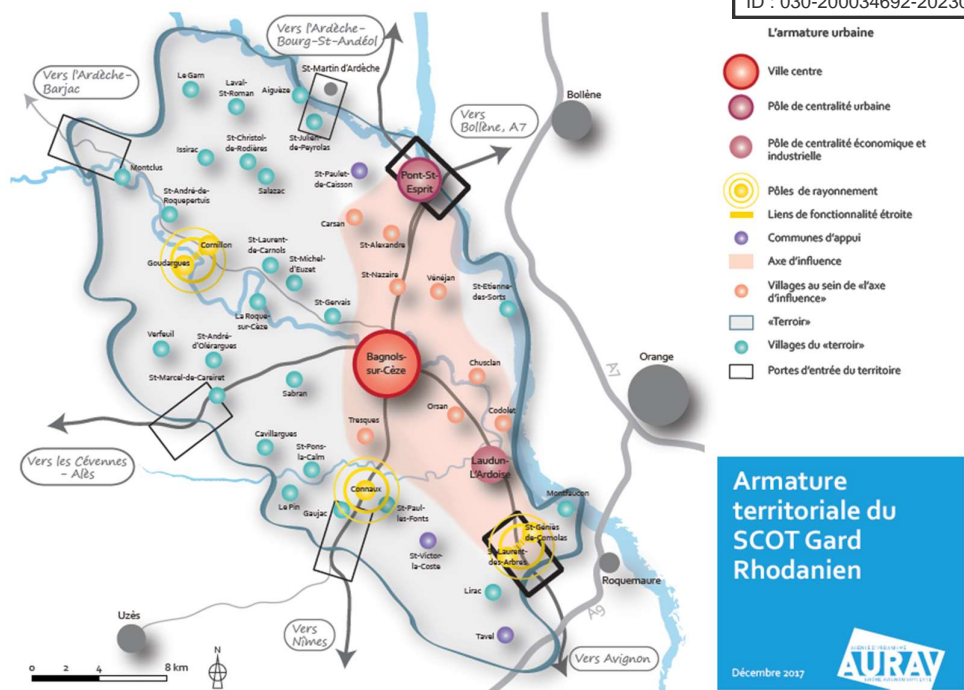 ID : 030-200034692-20230
L'armature urbaine
Ville centre
Pôle de centralité urbaine
Pôle de centralité économique et
industrielle
Pôles de rayonnement
Liens de fonctionnalité étroite
Communes d'appui
Axe d'influence
Villages au sein de «l'axe
d'influence»
«Terroir»
Villages du «terroir»
Portes d'entrée du territoire
Vers l'Ardèche-
Bourg-St-Andéol
Vers l'Ardèche-
Barjac
St-Martin d'Ardèche
Le Garn
Laval-
St-Roman
Aiguèze
Vers
Bollène, A7
Bollène
St-Julien-
de-Peyrolas
St-Christol-
de-Rodières
Issirac
Montclus
Salazac
St-Paulet-
de-Caisson
Pont-St-
Esprit
St-André-de-
Roquepertuis
Carsan
St-Alexandre
Cornillon
Goudargues
St-Laurent-
de-Carnols
St-Michel-
d'Euzet
St-Nazaire
Vénéjan
St-Etienne-
des-Sorts
La Roque-
sur-Cèze
St-Gervais
Verfeuil
St-André-
d'Olérargues
St-Marcel-de-Careiret
Bagnols-
sur-Cèze
Sabran
Chusclan
Orsan
Codolet
Tresques
A7
Orange
Cavillargues
St-Pons-
la-Calm
Laudun-
L'Ardoise
Vers les Cévennes
- Alès
Le Pin
Connaux
Gaujac
St-Paul-
les-Fonts
Montfaucon
St-Géniès
de-Comolas
St-Laurent-
des-Arbres
St-Victor-
la-Coste
Roquemaure
Lirac
A9
Uzès
Tavel
Vers
Nîmes
Vers Avignon
0 2 4 8 km
N
Armature
territoriale du
SCOT Gard
Rhodanien
Décembre 2017
AURAV